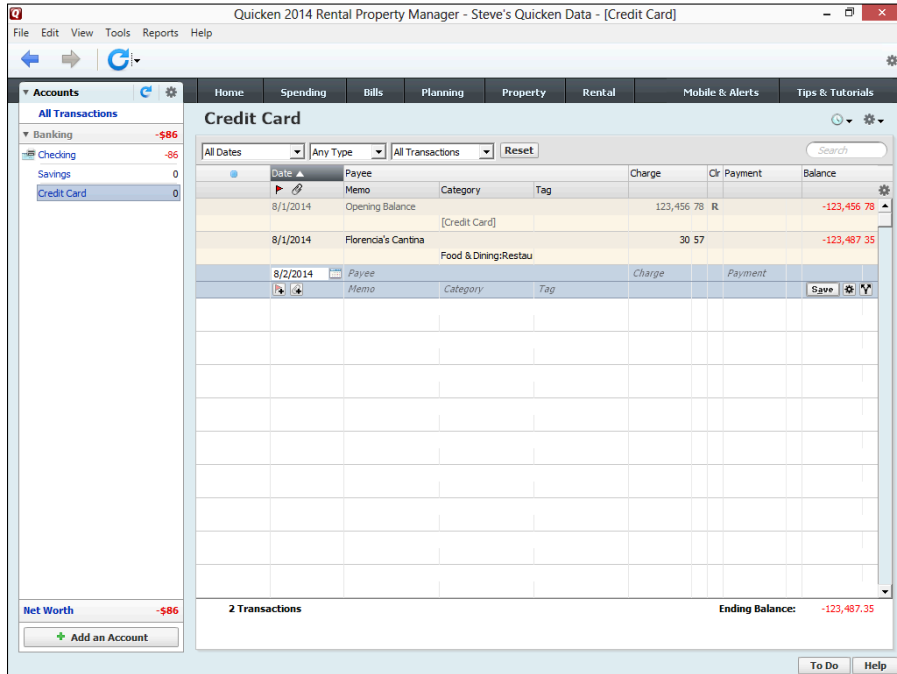 Quicken 2014 Rental Property Manager - Steve's Quicken Data - [Credit Card]
File Edit View Tools Reports Help
Accounts
All Transactions
Banking -$86
Checking -86
Savings 0
Credit Card 0
Home Spending Bills Planning Property Rental Mobile & Alerts Tips & Tutorials
Credit Card
All Dates Any Type All Transactions Reset Search
Date Payee Charge Clr Payment Balance
Memo Category Tag
8/1/2014 Opening Balance 123,456 78 R -123,456 78
[Credit Card]
8/1/2014 Florencia's Cantina 30 57 -123,487 35
Food & Dining:Restau
8/2/2014 Payee Charge Payment
Memo Category Tag Save
2 Transactions Ending Balance: -123,487.35
Net Worth -$86
Add an Account
To Do Help